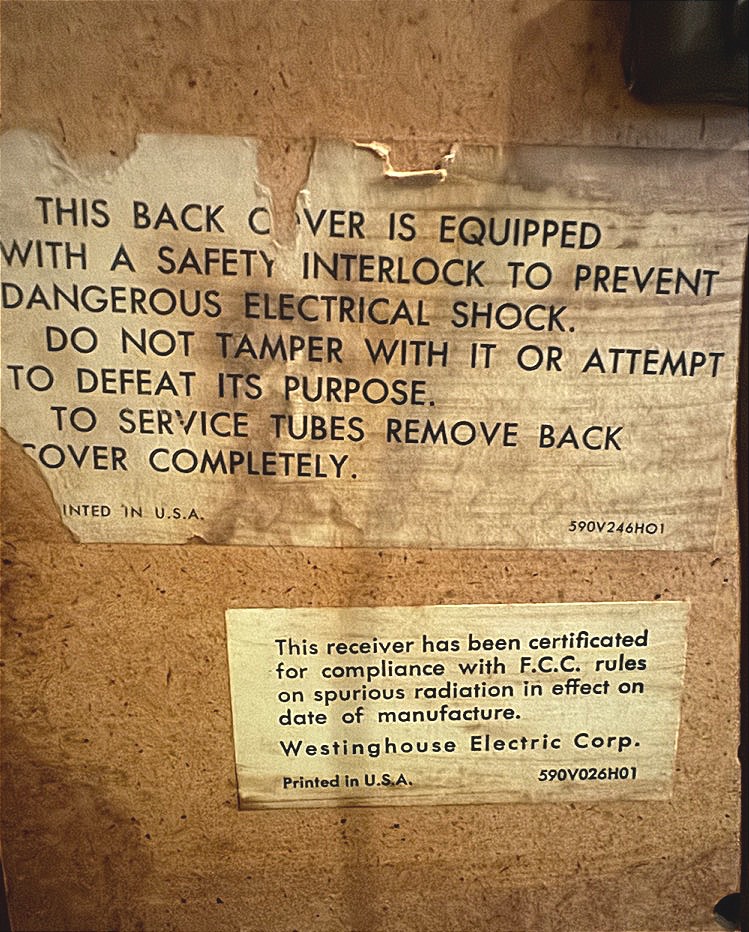 THIS BACK C VER IS EQUIPPED
WITH A SAFETY INTERLOCK TO PREVENT
DANGEROUS ELECTRICAL SHOCK.
DO NOT TAMPER WITH IT OR ATTEMPT
TO DEFEAT ITS PURPOSE.
TO SERVICE TUBES REMOVE BACK
COVER COMPLETELY.
INTED IN U.S.A. 590V246HO1
This receiver has been certificated
for compliance with F.C.C. rules
on spurious radiation in effect on
date of manufacture.
Westinghouse Electric Corp.
Printed in U.S.A. 590V026H01